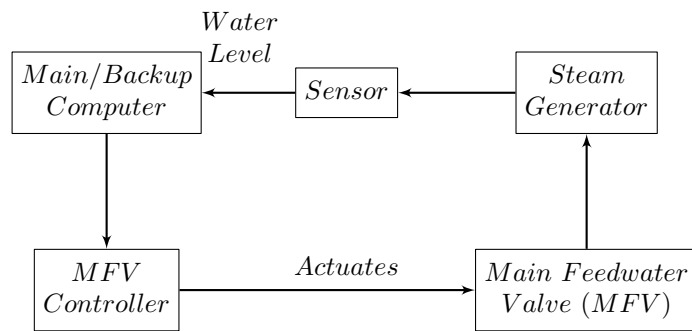 Water
Level
Main/Backup
Computer
Sensor
Steam
Generator
MFV
Controller
Actuates
Main Feedwater
Valve (MFV)